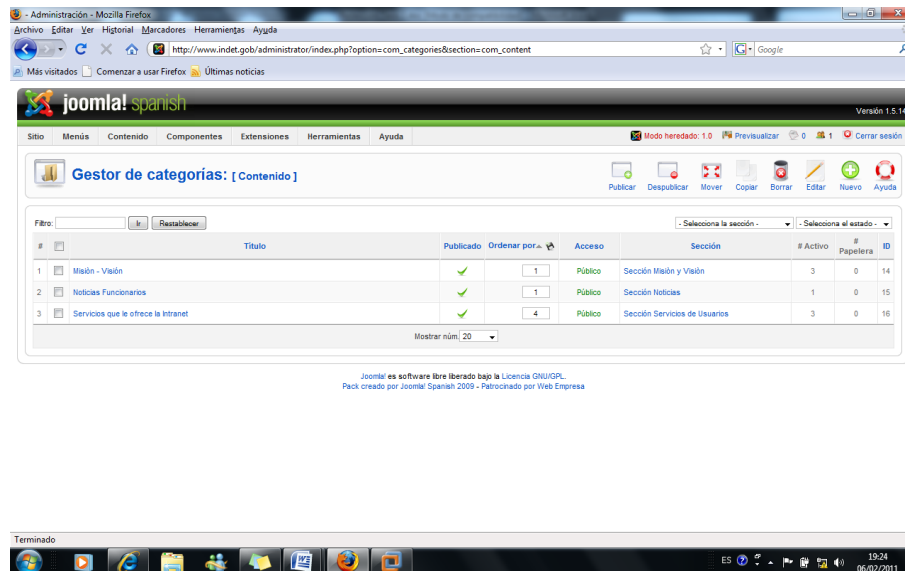 - Administración - Mozilla Firefox
Archivo Editar Ver Historial Marcadores Herramientas Ayuda
http://www.indet.gob/administrator/index.php?option=com_categories&section=com_content
G Google
Más visitados Comenzar a usar Firefox Últimas noticias
joomla! spanish
Versión 1.5.14
Sitio Menús Contenido Componentes Extensiones Herramientas Ayuda Modo heredado: 1.0 Previsualizar 0 1 Cerrar sesión
Gestor de categorías: [ Contenido ]
Publicar Despublicar Mover Copiar Borrar Editar Nuevo Ayuda
Filtro: Ir Restablecer - Selecciona la sección - - Selecciona el estado -
# Título Publicado Ordenar por Acceso Sección # Activo # Papelera ID
1 Misión - Visión 1 Público Sección Misión y Visión 3 0 14
2 Noticias Funcionarios 1 Público Sección Noticias 1 0 15
3 Servicios que le ofrece la Intranet 4 Público Sección Servicios de Usuarios 3 0 16
Mostrar núm. 20
Joomla! es software libre liberado bajo la Licencia GNU/GPL.
Pack creado por Joomla! Spanish 2009 - Patrocinado por Web Empresa
Terminado
ES 19:24
06/02/2011